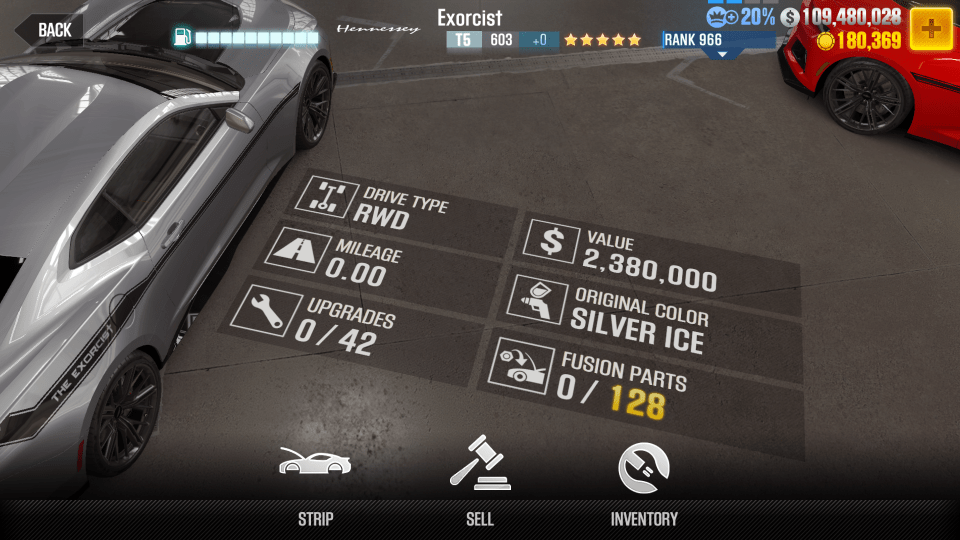 BACK
Hennessey
Exorcist
T5 603 +0
RANK 966
20%
109,480,028
180,369
DRIVE TYPE
RWD
MILEAGE
0.00
UPGRADES
0 / 42
VALUE
2,380,000
ORIGINAL COLOR
SILVER ICE
FUSION PARTS
0 / 128
THE EXORCIST
STRIP
SELL
INVENTORY